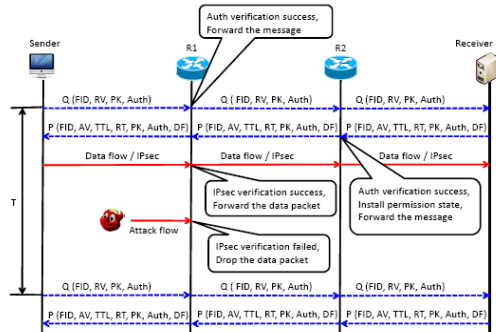 Auth verification success,
Forward the message
Sender
R1
R2
Receiver
Q (FID, RV, PK, Auth)
Q ( FID, RV, PK, Auth)
Q (FID, RV, PK, Auth)
P (FID, AV, TTL, RT, PK, Auth, DF)
P (FID, AV, TTL, RT, PK, Auth, DF)
P (FID, AV, TTL, RT, PK, Auth, DF)
Data flow / IPsec
Data flow / IPsec
Data flow / IPsec
IPsec verification success,
Forward the data packet
Auth verification success,
Install permission state,
Forward the message
T
Attack flow
IPsec verification failed,
Drop the data packet
Q (FID, RV, PK, Auth)
Q ( FID, RV, PK, Auth)
Q (FID, RV, PK, Auth)
P (FID, AV, TTL, RT, PK, Auth, DF)
P (FID, AV, TTL, RT, PK, Auth, DF)
P (FID, AV, TTL, RT, PK, Auth, DF)